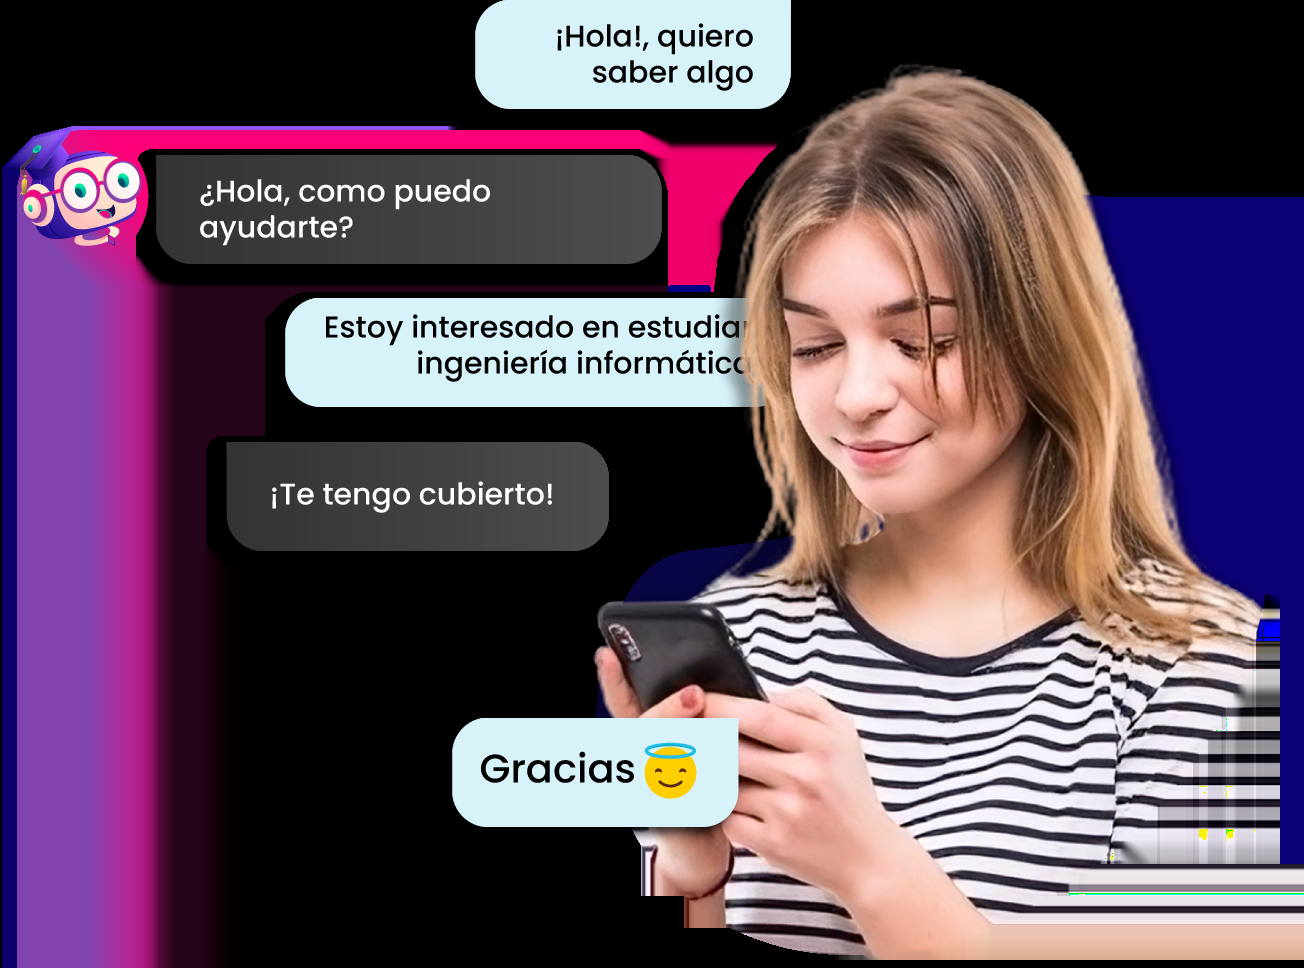 ¡Hola!, quiero
saber algo
¿Hola, como puedo
ayudarte?
Estoy interesado en estudiar
ingeniería informática
¡Te tengo cubierto!
Gracias